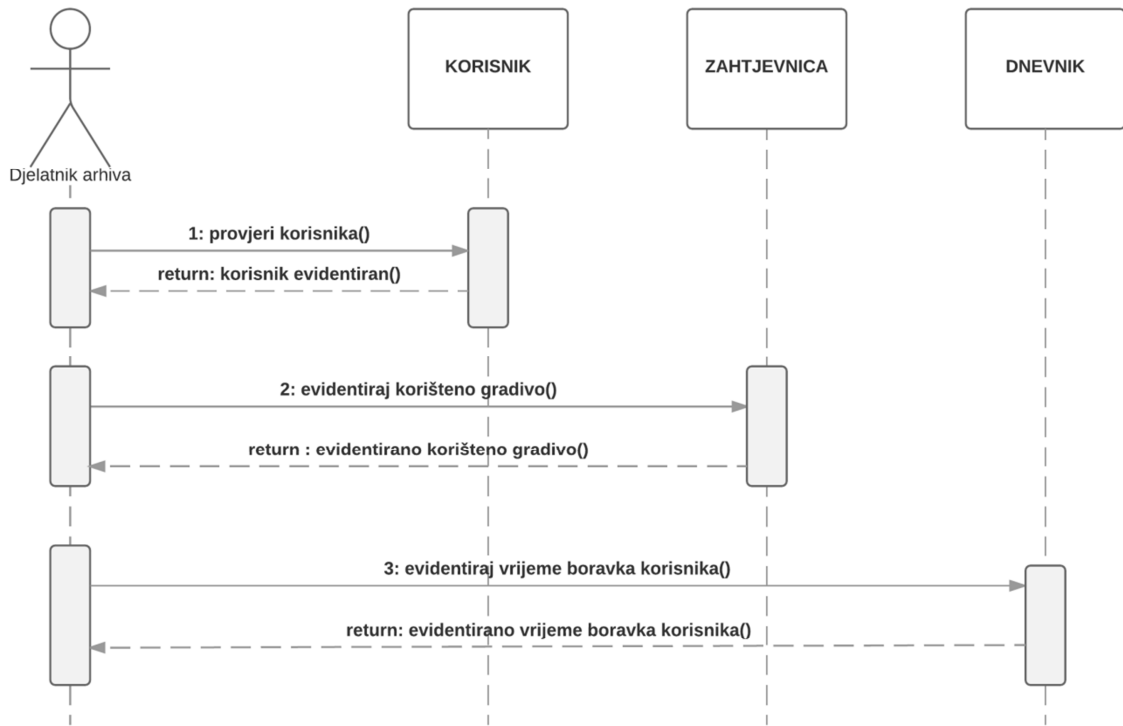 KORISNIK
ZAHTJEVNICA
DNEVNIK
Djelatnik arhiva
1: provjeri korisnika()
return: korisnik evidentiran()
2: evidentiraj korišteno gradivo()
return : evidentirano korišteno gradivo()
3: evidentiraj vrijeme boravka korisnika()
return: evidentirano vrijeme boravka korisnika()